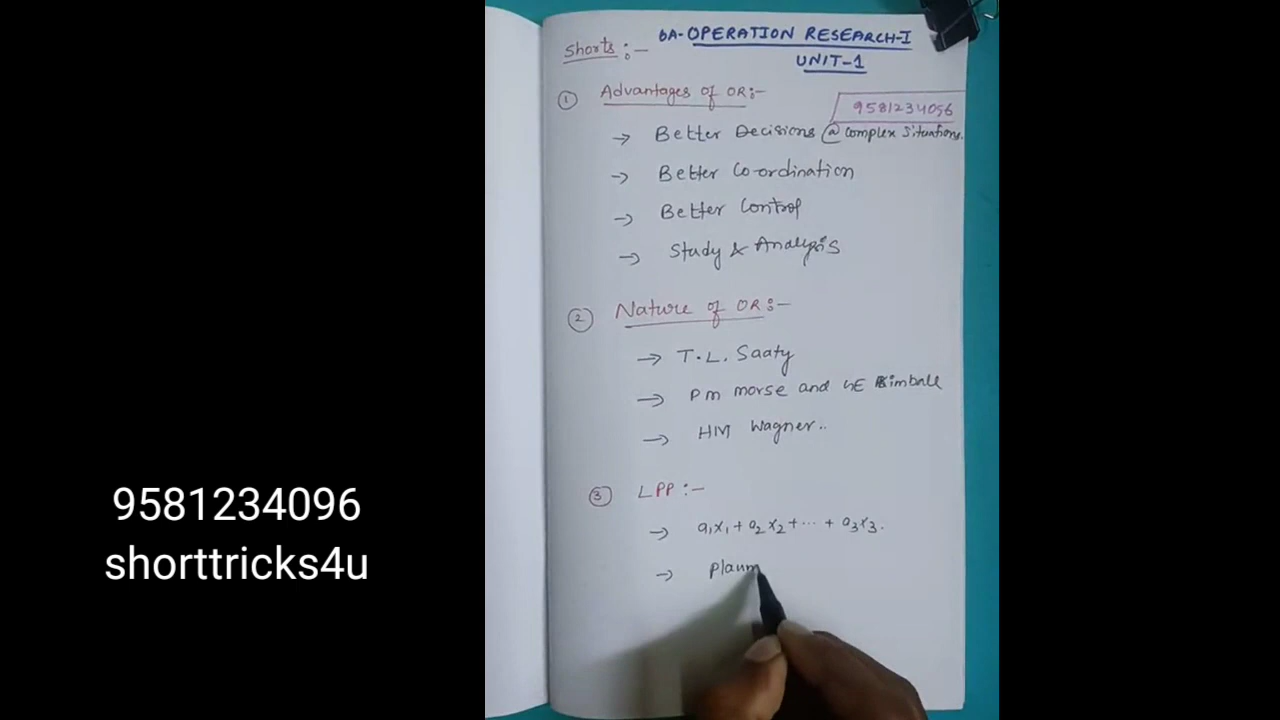 6A-OPERATION RESEARCH-I
UNIT-1
Shorts:-
① Advantages of OR:-
9581234096
→ Better Decisions @ Complex Situations.
→ Better Co-ordination
→ Better Control
→ Study & Analysis
② Nature of OR:-
→ T.L. Saaty
→ PM morse and GE Kimball
→ HM Wagner..
③ LPP:-
→ a₁x₁ + a₂x₂ + ... + a₃x₃.
→ Plann
9581234096
shorttricks4u